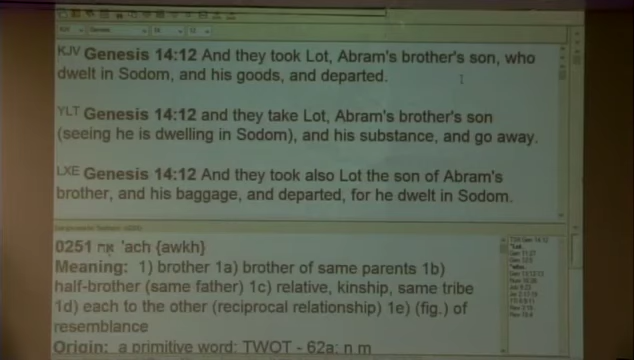 KJV Genesis 14:12 And they took Lot, Abram's brother's son, who
dwelt in Sodom, and his goods, and departed.
YLT Genesis 14:12 and they take Lot, Abram's brother's son
(seeing he is dwelling in Sodom), and his substance, and go away.
LXE Genesis 14:12 And they took also Lot the son of Abram's
brother, and his baggage, and departed, for he dwelt in Sodom.
0251 אח 'ach {awkh}
Meaning: 1) brother 1a) brother of same parents 1b)
half-brother (same father) 1c) relative, kinship, same tribe
1d) each to the other (reciprocal relationship) 1e) (fig.) of
resemblance
Origin: a primitive word; TWOT - 62a; n m